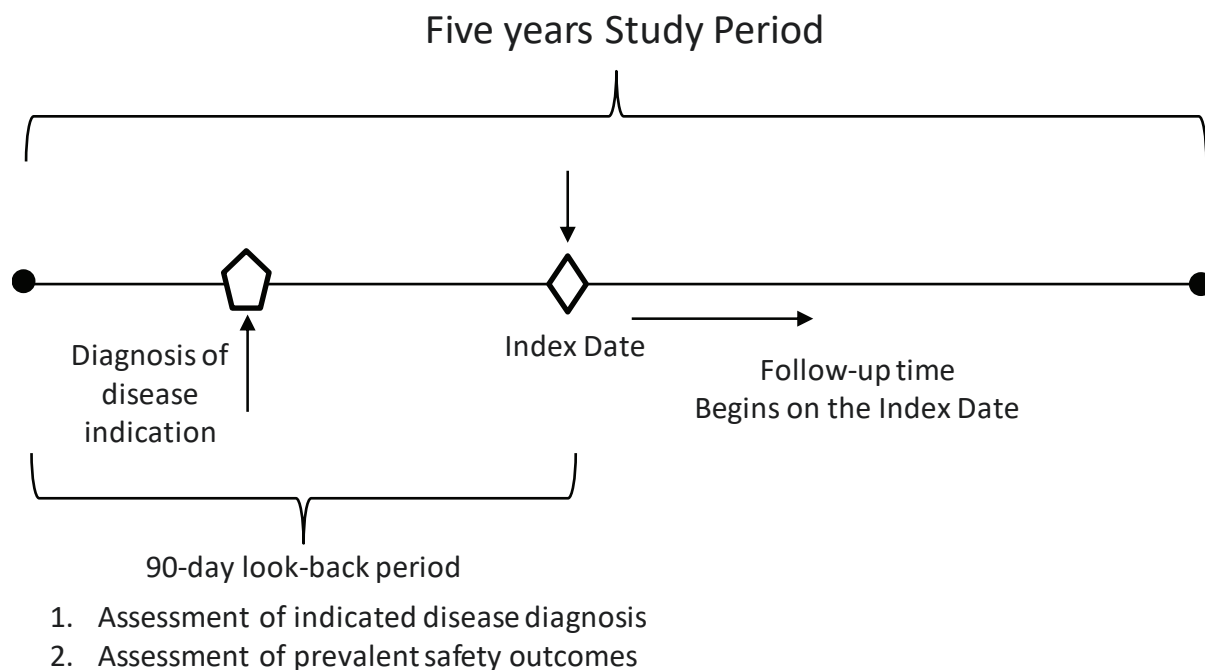 Five years Study Period
Diagnosis of
disease
indication
Index Date
Follow-up time
Begins on the Index Date
90-day look-back period
1. Assessment of indicated disease diagnosis
2. Assessment of prevalent safety outcomes